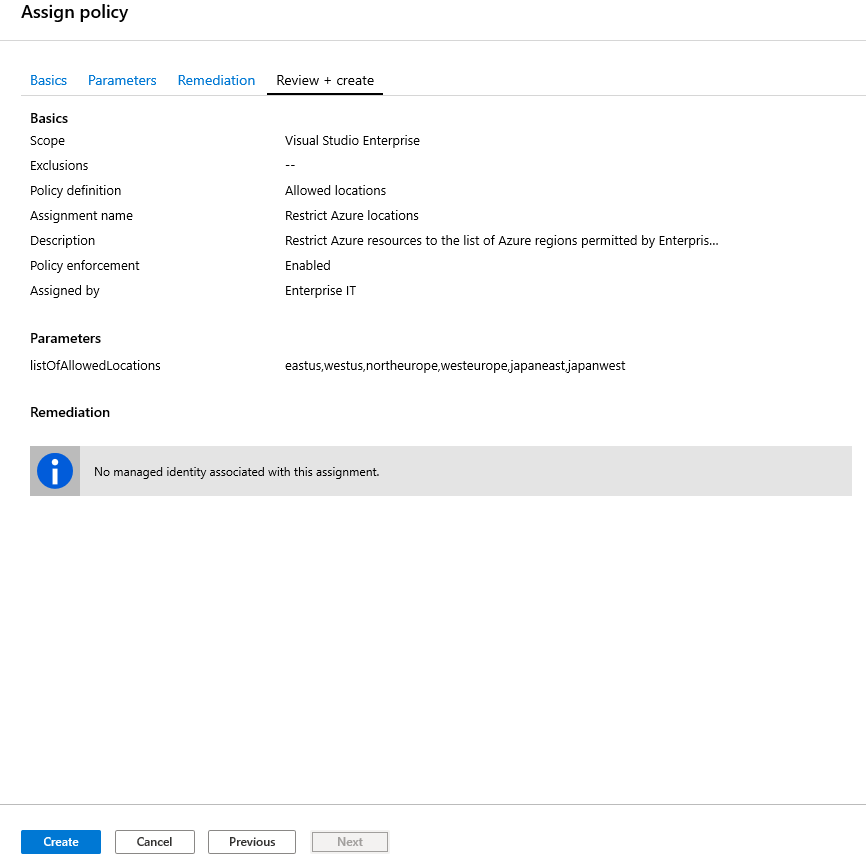 Assign policy
Basics Parameters Remediation Review + create
Basics
Scope Visual Studio Enterprise
Exclusions --
Policy definition Allowed locations
Assignment name Restrict Azure locations
Description Restrict Azure resources to the list of Azure regions permitted by Enterpris...
Policy enforcement Enabled
Assigned by Enterprise IT
Parameters
listOfAllowedLocations eastus,westus,northeurope,westeurope,japaneast,japanwest
Remediation
No managed identity associated with this assignment.
Create Cancel Previous Next